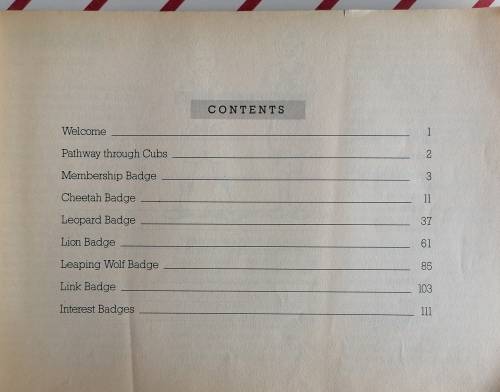 CONTENTS
Welcome 1
Pathway through Cubs 2
Membership Badge 3
Cheetah Badge 11
Leopard Badge 37
Lion Badge 61
Leaping Wolf Badge 85
Link Badge 103
Interest Badges 111